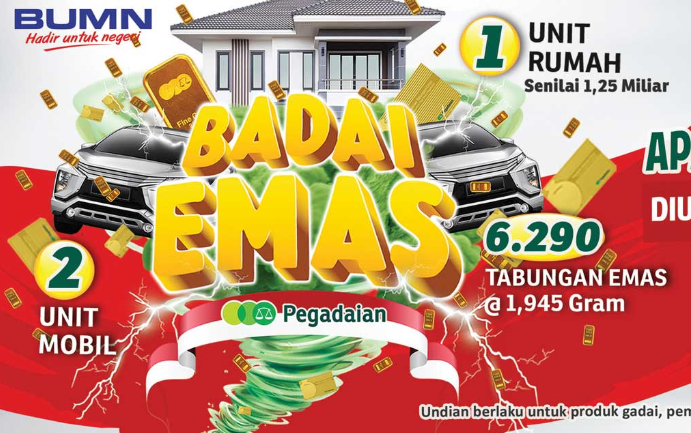 BUMN
Hadir untuk negeri
1
UNIT
RUMAH
Senilai 1,25 Miliar
BADAI
EMAS
Pegadaian
2
UNIT
MOBIL
6.290
TABUNGAN EMAS
@ 1,945 Gram
Undian berlaku untuk produk gadai,